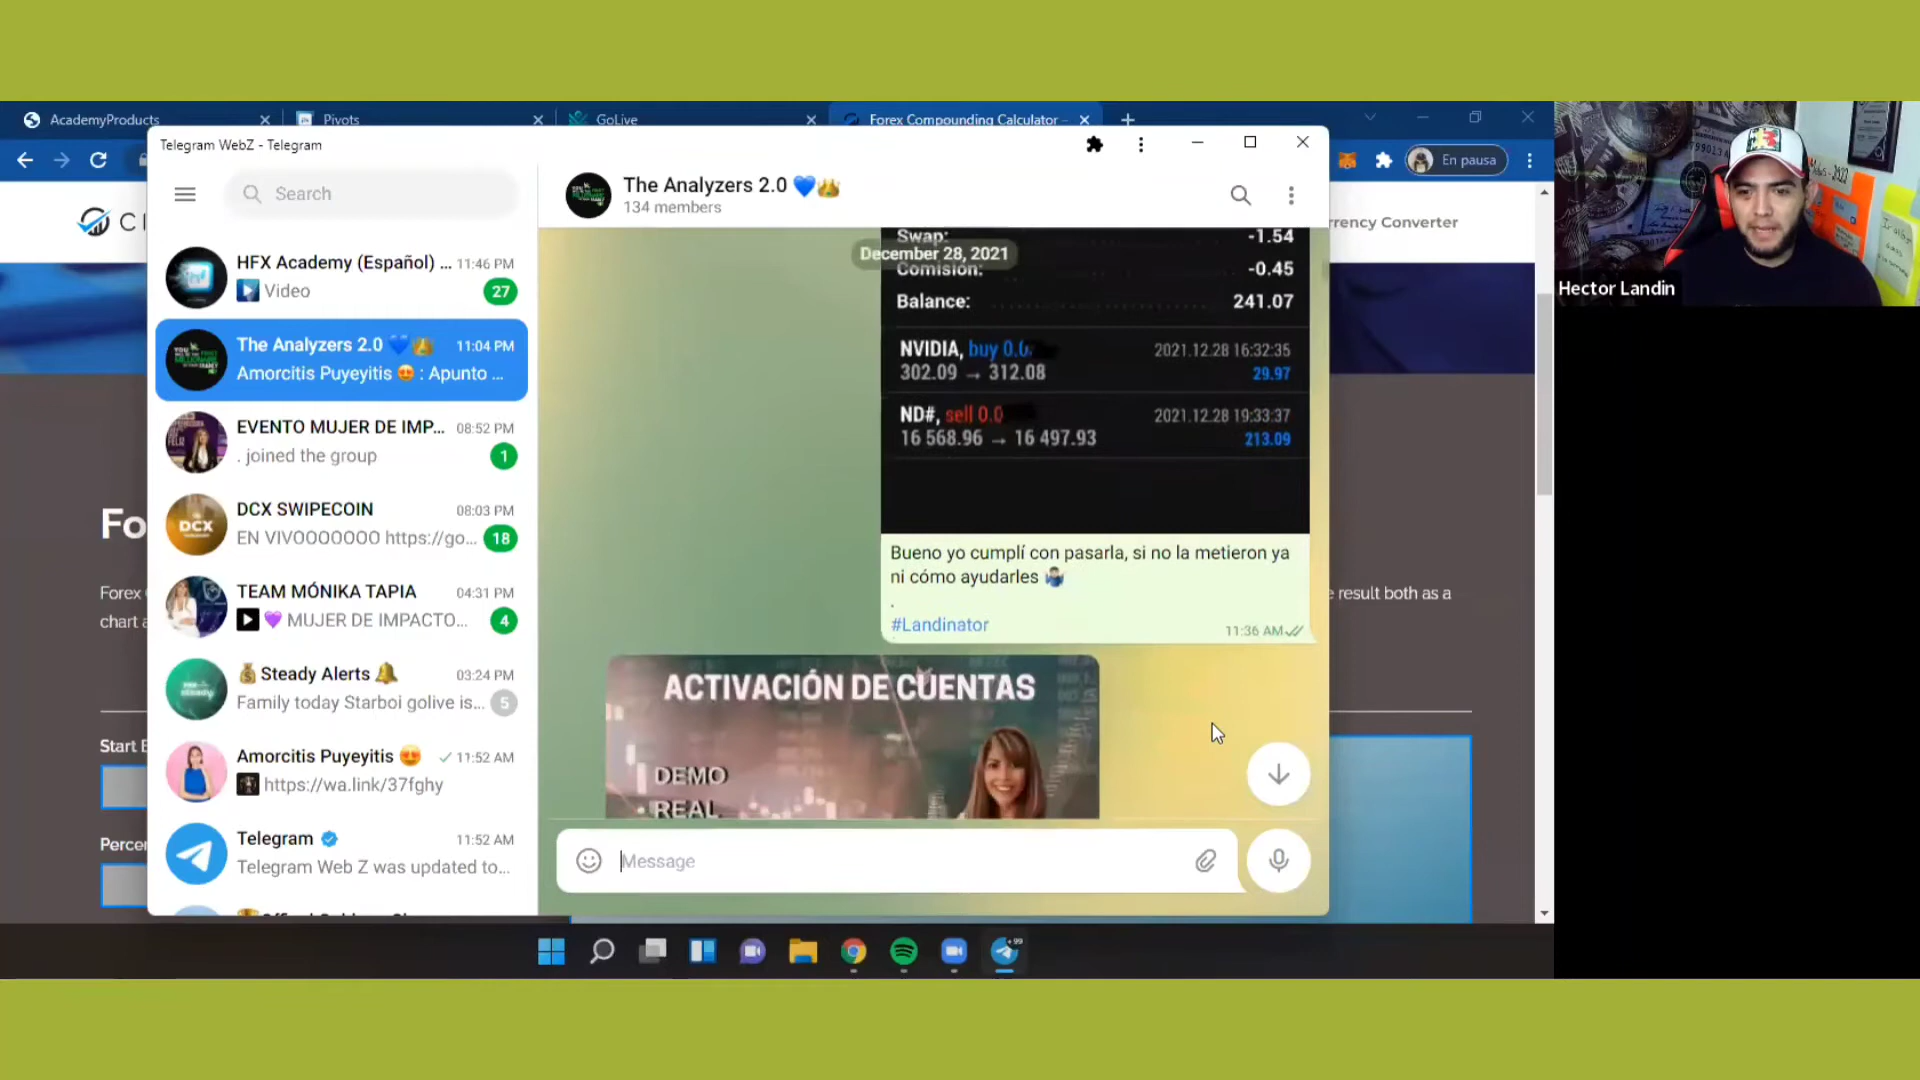 AcademyProducts
Pivots
GoLive
Forex Compounding Calculator -
Telegram WebZ - Telegram
En pausa
Search
The Analyzers 2.0 💙👑
134 members
rrency Converter
HFX Academy (Español) ... 11:46 PM
Video 27
The Analyzers 2.0 💙👑 11:04 PM
Amorcitis Puyeyitis 😍 : Apunto ...
EVENTO MUJER DE IMP... 08:52 PM
. joined the group 1
DCX SWIPECOIN 08:03 PM
EN VIVOOOOOOO https://go... 18
TEAM MÓNIKA TAPIA 04:31 PM
💜 MUJER DE IMPACTO... 4
💰Steady Alerts 🔔 03:24 PM
Family today Starboi golive is... 5
Amorcitis Puyeyitis 😍 11:52 AM
https://wa.link/37fghy
Telegram 11:52 AM
Telegram Web Z was updated to...
DCX
Swap: -1.54
December 28, 2021
Comisión: -0.45
Balance: 241.07
NVIDIA, buy 0.0 2021.12.28 16:32:35
302.09 → 312.08 29.97
ND#, sell 0.0 2021.12.28 19:33:37
16 568.96 → 16 497.93 213.09
Bueno yo cumplí con pasarla, si no la metieron ya
ni cómo ayudarles 🤷‍♂️
.
#Landinator
11:36 AM
ACTIVACIÓN DE CUENTAS
DEMO
- REAL
Message
Fo
Forex
chart a
e result both as a
Start B
Percen
+99
Hector Landin